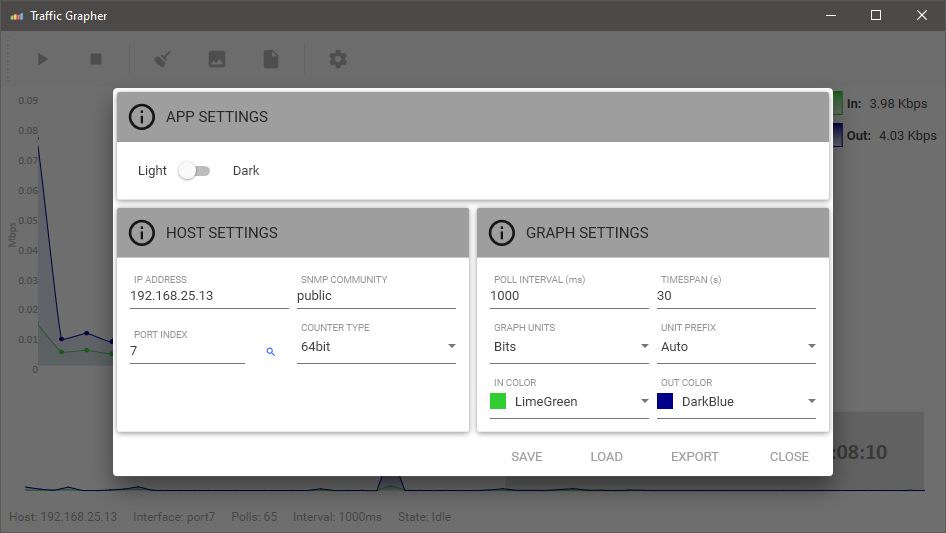 Traffic Grapher
0.09
0.08
0.07
0.06
0.05
0.04
0.03
0.02
0.01
0
Mbps
In: 3.98 Kbps
Out: 4.03 Kbps
APP SETTINGS
Light Dark
HOST SETTINGS
IP ADDRESS SNMP COMMUNITY
192.168.25.13 public
PORT INDEX COUNTER TYPE
7 64bit
GRAPH SETTINGS
POLL INTERVAL (ms) TIMESPAN (s)
1000 30
GRAPH UNITS UNIT PREFIX
Bits Auto
IN COLOR OUT COLOR
LimeGreen DarkBlue
SAVE LOAD EXPORT CLOSE
:08:10
Host: 192.168.25.13 Interface: port7 Polls: 65 Interval: 1000ms State: Idle